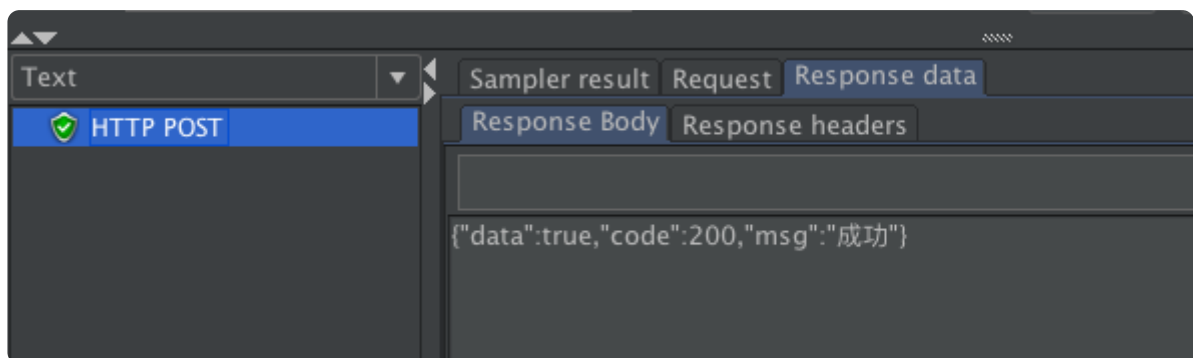 Text
Sampler result Request Response data
HTTP POST
Response Body Response headers
{"data":true,"code":200,"msg":"成功"}